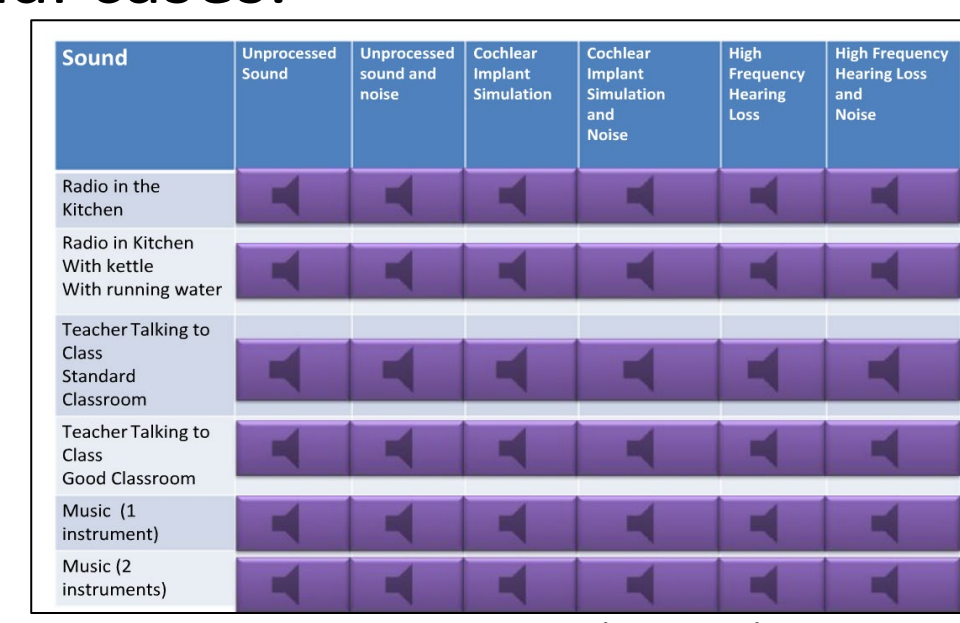 Sound
Unprocessed
Sound
Unprocessed
sound and
noise
Cochlear
Implant
Simulation
Cochlear
Implant
Simulation
and
Noise
High
Frequency
Hearing
Loss
High Frequency
Hearing Loss
and
Noise
Radio in the
Kitchen
Radio in Kitchen
With kettle
With running water
Teacher Talking to
Class
Standard
Classroom
Teacher Talking to
Class
Good Classroom
Music (1
instrument)
Music (2
instruments)